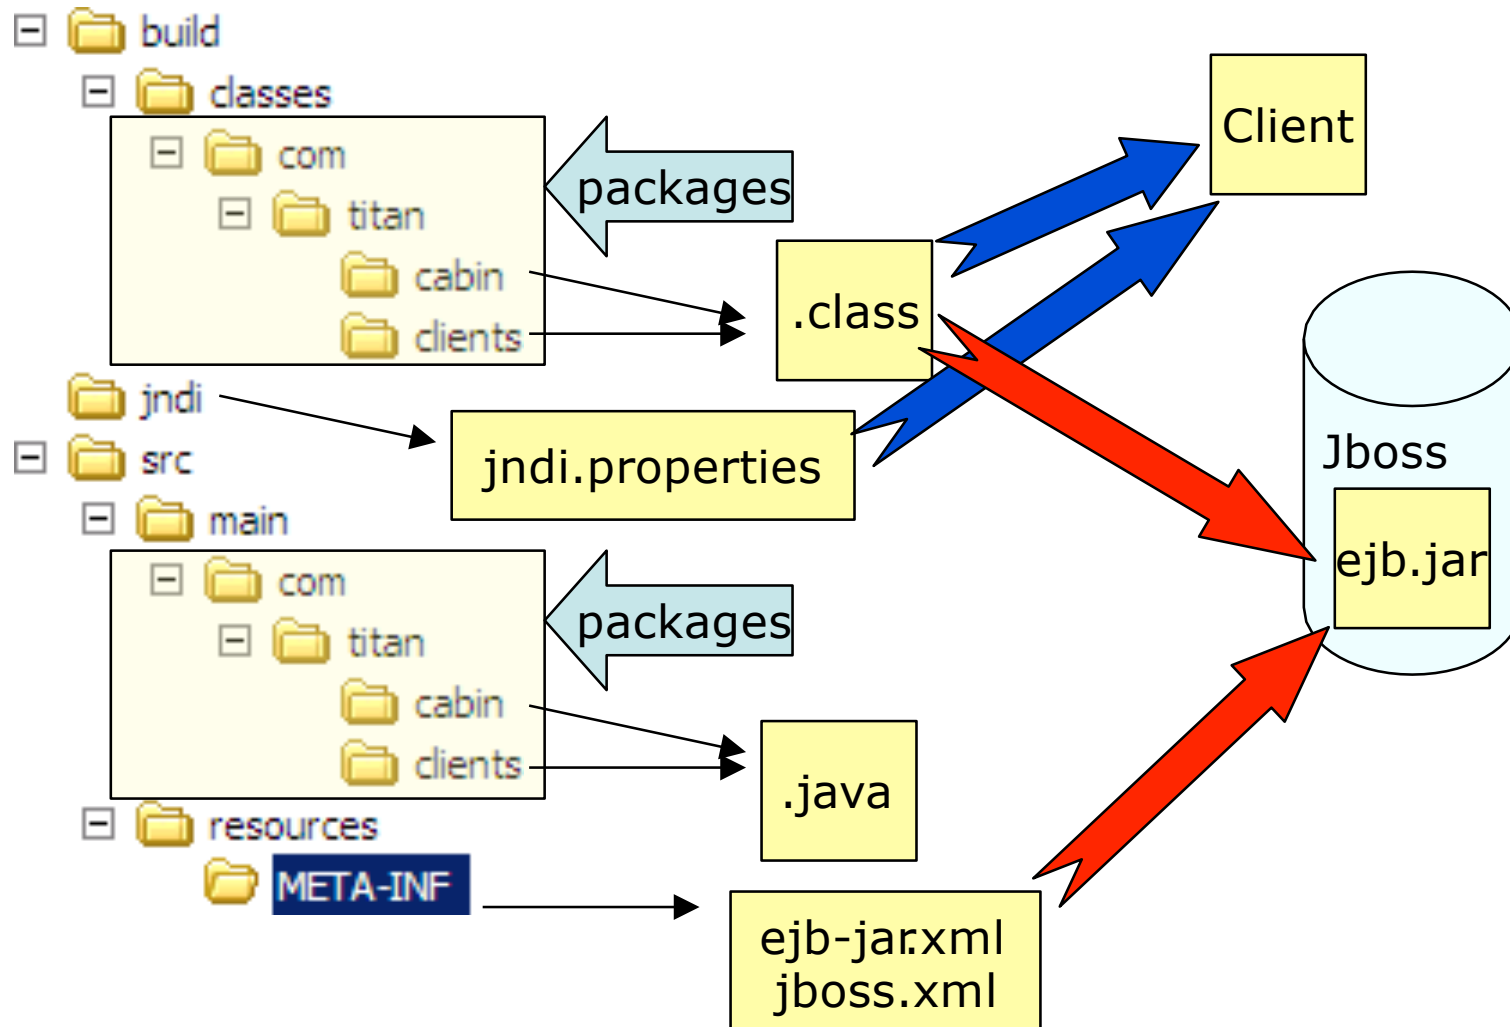 build
classes
com
titan
cabin
clients
jndi
src
main
com
titan
cabin
clients
resources
META-INF
packages
.class
jndi.properties
packages
.java
ejb-jar.xml
jboss.xml
Client
Jboss
ejb.jar